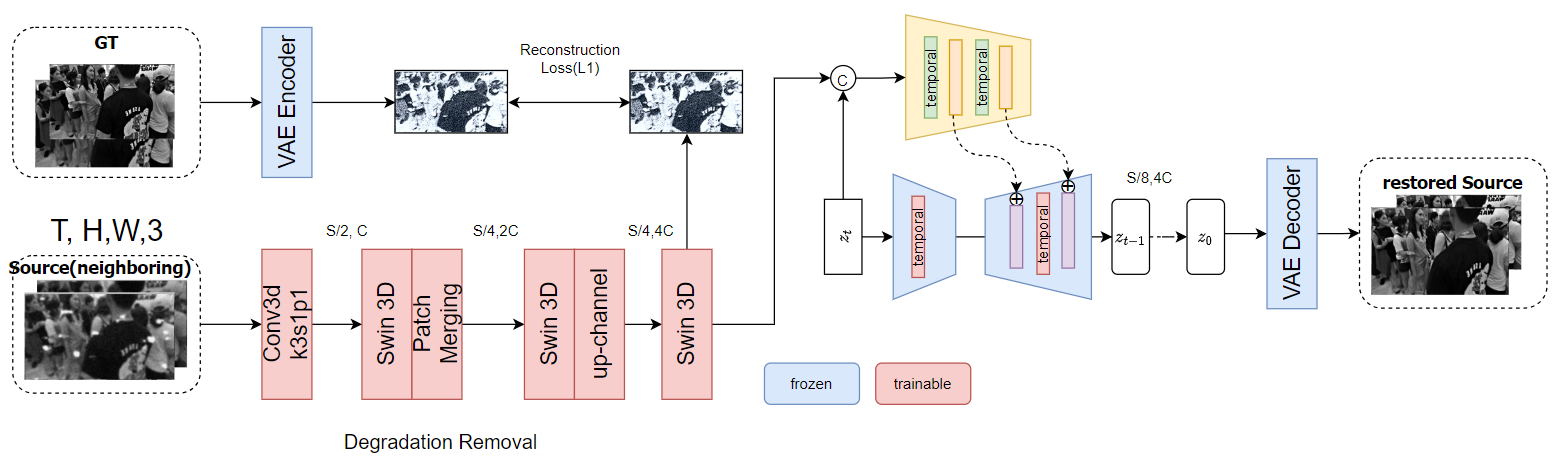 GT
VAE Encoder
Reconstruction
Loss(L1)
C
temporal
temporal
T, H,W,3
Source(neighboring)
S/2, C
S/4,2C
S/4,4C
Conv3d
k3s1p1
Swin 3D
Patch
Merging
Swin 3D
up-channel
Swin 3D
z_t
temporal
temporal
S/8,4C
z_{t-1}
z_0
VAE Decoder
restored Source
frozen
trainable
Degradation Removal